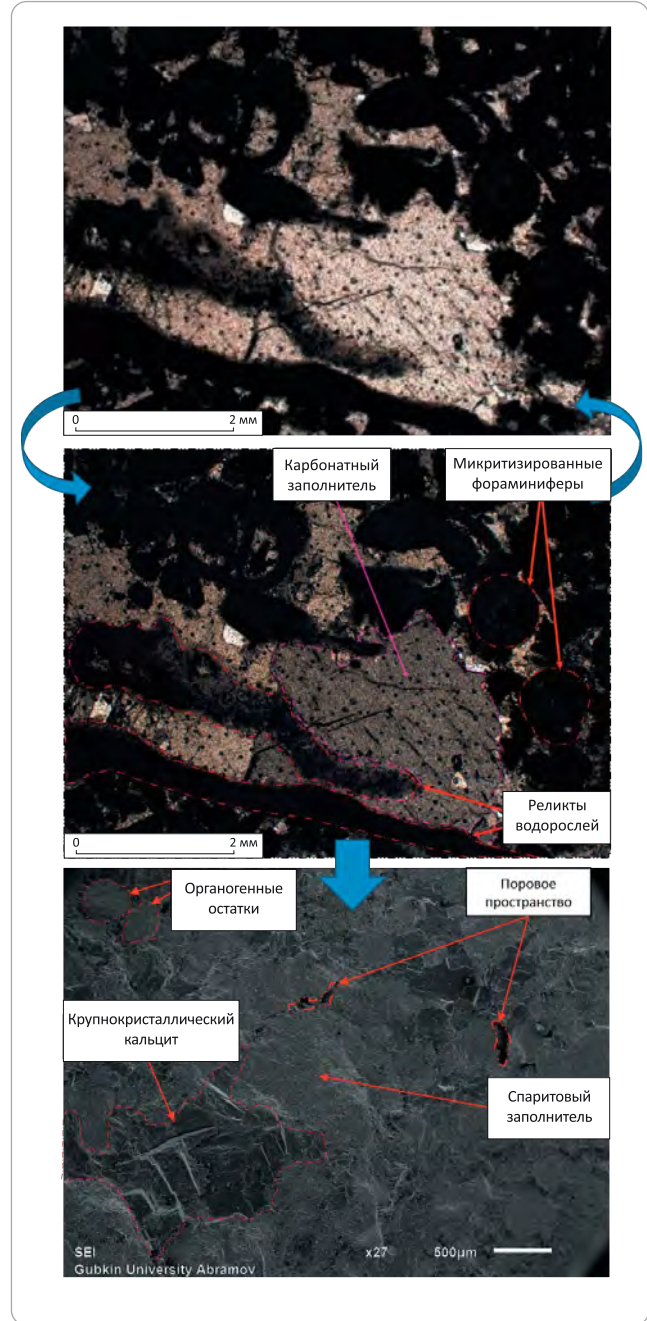 0
2 мм
Карбонатный
заполнитель
Микритизированные
фораминиферы
Реликты
водорослей
0
2 мм
Органогенные
остатки
Поровое
пространство
Крупнокристаллический
кальцит
Спаритовый
заполнитель
SEI x27 500µm
Gubkin University Abramov